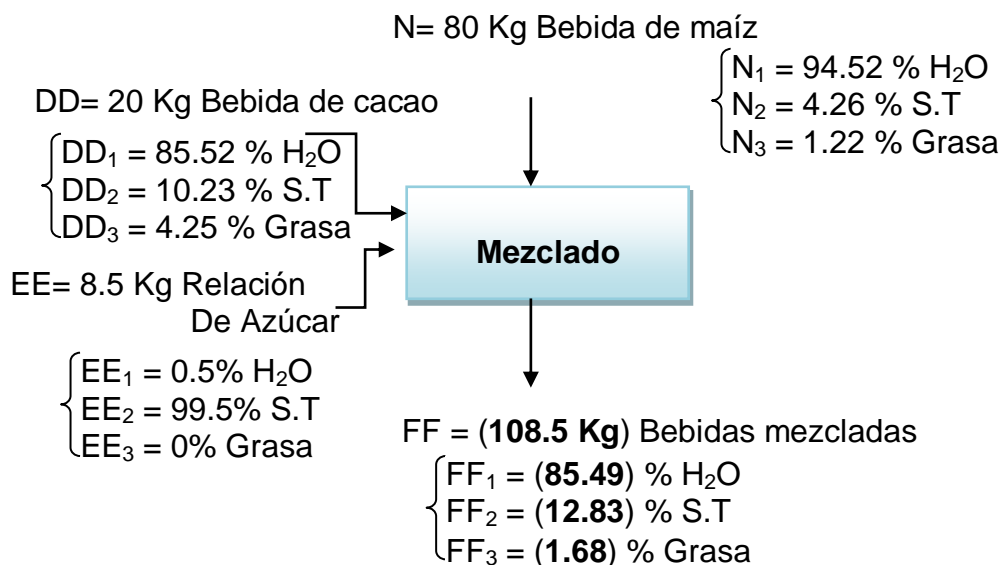 N= 80 Kg Bebida de maíz
N₁ = 94.52 % H₂O
N₂ = 4.26 % S.T
N₃ = 1.22 % Grasa
DD= 20 Kg Bebida de cacao
DD₁ = 85.52 % H₂O
DD₂ = 10.23 % S.T
DD₃ = 4.25 % Grasa
Mezclado
EE= 8.5 Kg Relación
De Azúcar
EE₁ = 0.5% H₂O
EE₂ = 99.5% S.T
EE₃ = 0% Grasa
FF = (108.5 Kg) Bebidas mezcladas
FF₁ = (85.49) % H₂O
FF₂ = (12.83) % S.T
FF₃ = (1.68) % Grasa